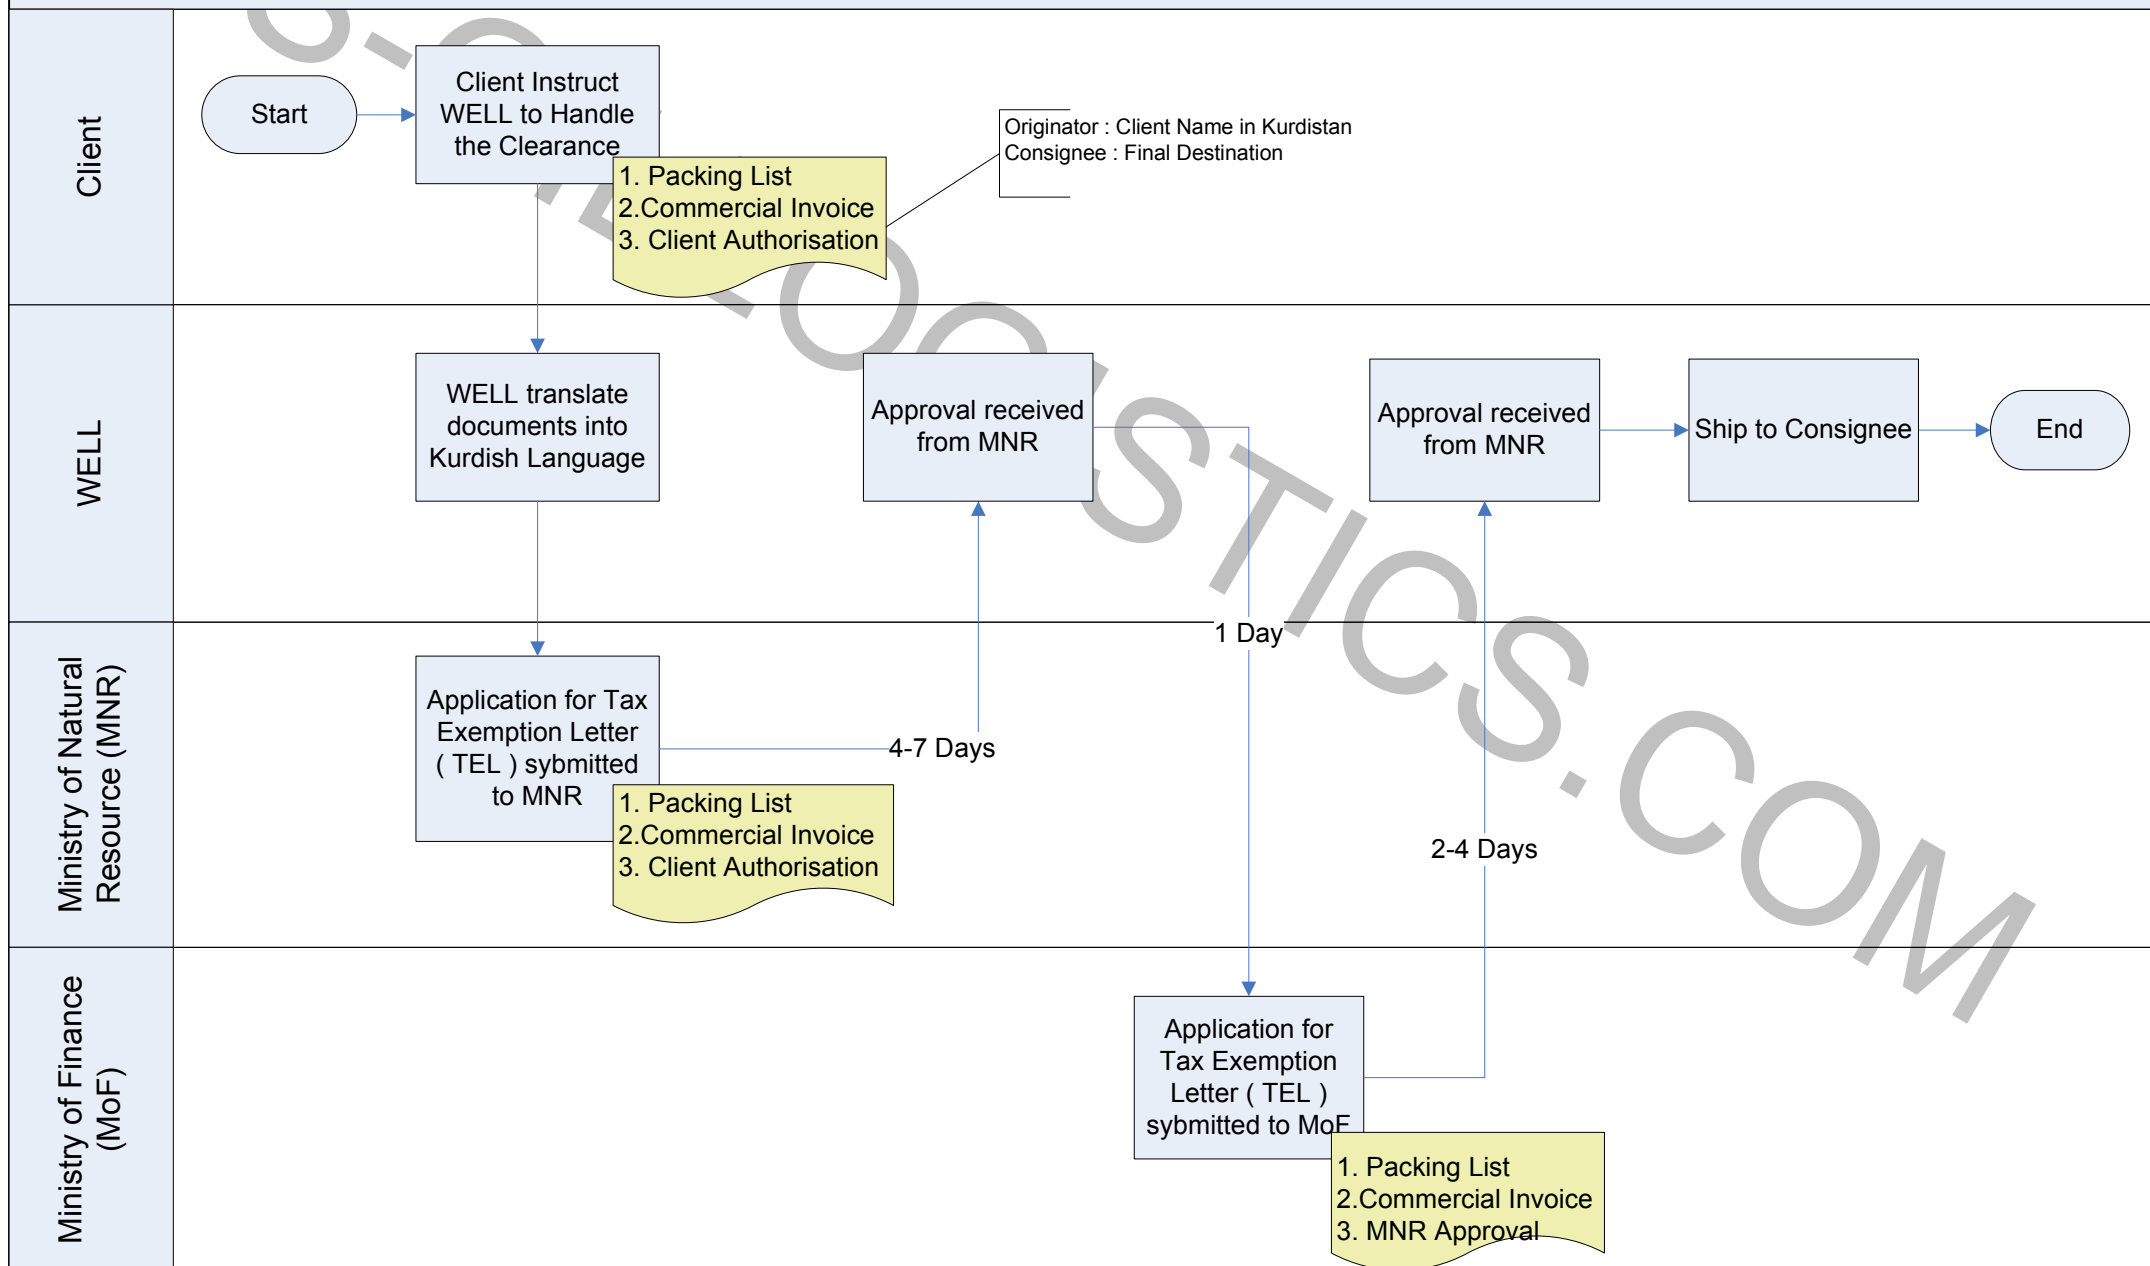 Client
Start
Client Instruct
WELL to Handle
the Clearance
1. Packing List
2.Commercial Invoice
3. Client Authorisation
Originator : Client Name in Kurdistan
Consignee : Final Destination
WELL
WELL translate
documents into
Kurdish Language
Approval received
from MNR
Approval received
from MNR
Ship to Consignee
End
1 Day
Ministry of Natural
Resource (MNR)
Application for Tax
Exemption Letter
( TEL ) sybmitted
to MNR
1. Packing List
2.Commercial Invoice
3. Client Authorisation
4-7 Days
2-4 Days
Ministry of Finance
(MoF)
Application for
Tax Exemption
Letter ( TEL )
sybmitted to MoF
1. Packing List
2.Commercial Invoice
3. MNR Approval
LOGISTICS.COM